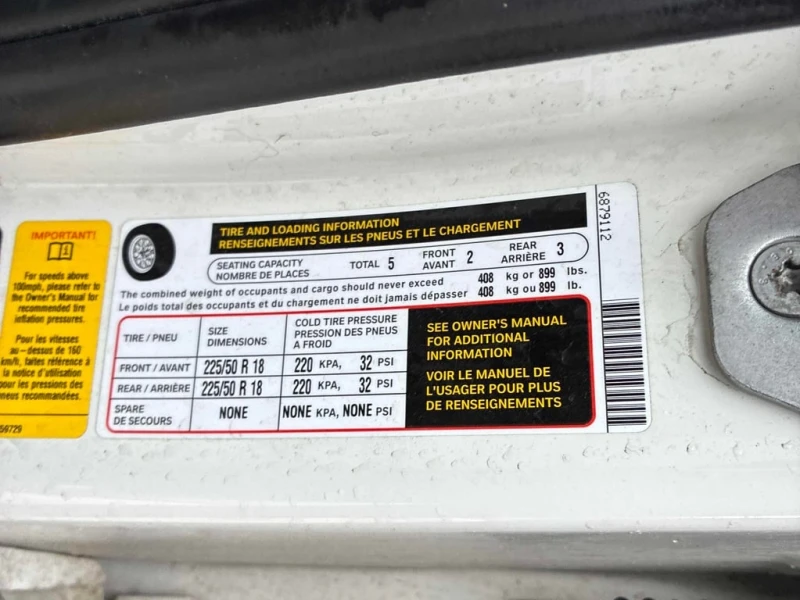 IMPORTANT!
For speeds above
100mph, please refer to
the Owner's Manual for
recommended tire
inflation pressures.
Pour les vitesses
au-dessus de 160
km/h, faites référence à
la notice d'utilisation
pour les pressions des
pneus recommandées.
59729
TIRE AND LOADING INFORMATION
RENSEIGNEMENTS SUR LES PNEUS ET LE CHARGEMENT
SEATING CAPACITY
NOMBRE DE PLACES
TOTAL 5
FRONT
AVANT 2
REAR
ARRIÈRE 3
The combined weight of occupants and cargo should never exceed 408 kg or 899 lbs.
Le poids total des occupants et du chargement ne doit jamais dépasser 408 kg ou 899 lb.
TIRE / PNEU
SIZE
DIMENSIONS
COLD TIRE PRESSURE
PRESSION DES PNEUS
A FROID
FRONT / AVANT 225/50 R 18 220 KPA, 32 PSI
REAR / ARRIÈRE 225/50 R 18 220 KPA, 32 PSI
SPARE
DE SECOURS
NONE NONE KPA, NONE PSI
SEE OWNER'S MANUAL
FOR ADDITIONAL
INFORMATION
VOIR LE MANUEL DE
L'USAGER POUR PLUS
DE RENSEIGNEMENTS
6879112